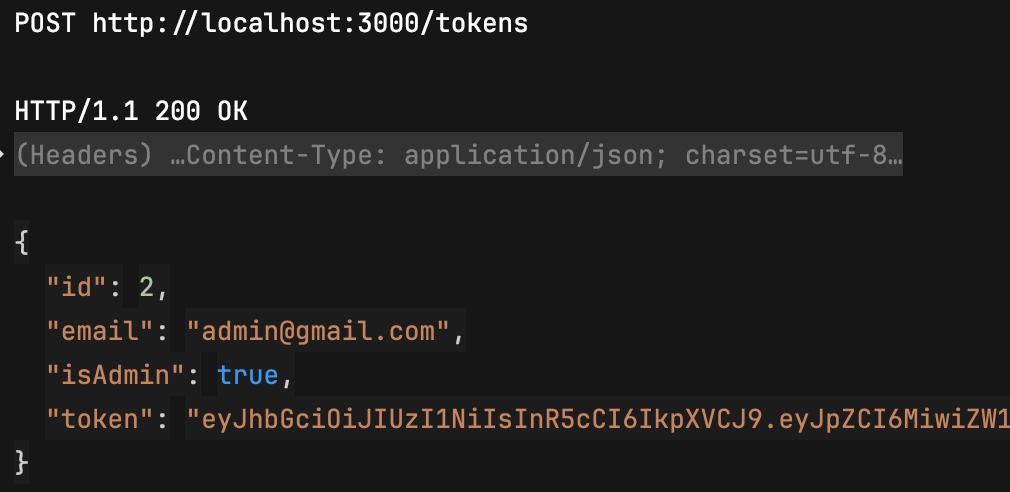 POST http://localhost:3000/tokens
HTTP/1.1 200 OK
(Headers) …Content-Type: application/json; charset=utf-8…
{
"id": 2,
"email": "admin@gmail.com",
"isAdmin": true,
"token": "eyJhbGciOiJIUzI1NiIsInR5cCI6IkpXVCJ9.eyJpZCI6MiwiZW1
}